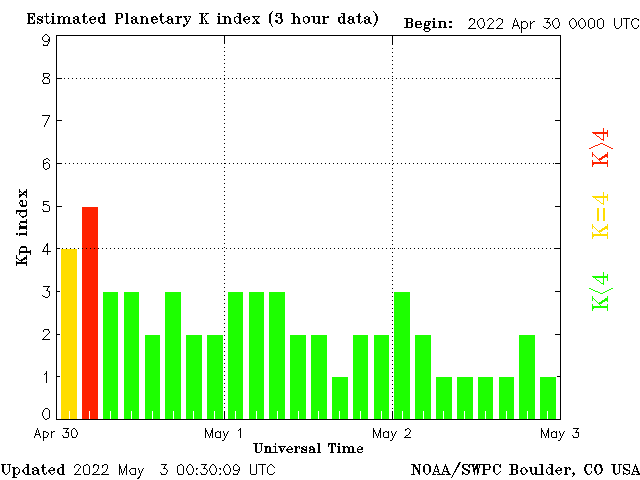 Estimated Planetary K index (3 hour data)
Begin: 2022 Apr 30 0000 UTC
9
8
7
6
5
4
3
2
1
0
Kp index
K>4
K=4
K<4
Apr 30
May 1
May 2
May 3
Universal Time
Updated 2022 May 3 00:30:09 UTC
NOAA/SWPC Boulder, CO USA